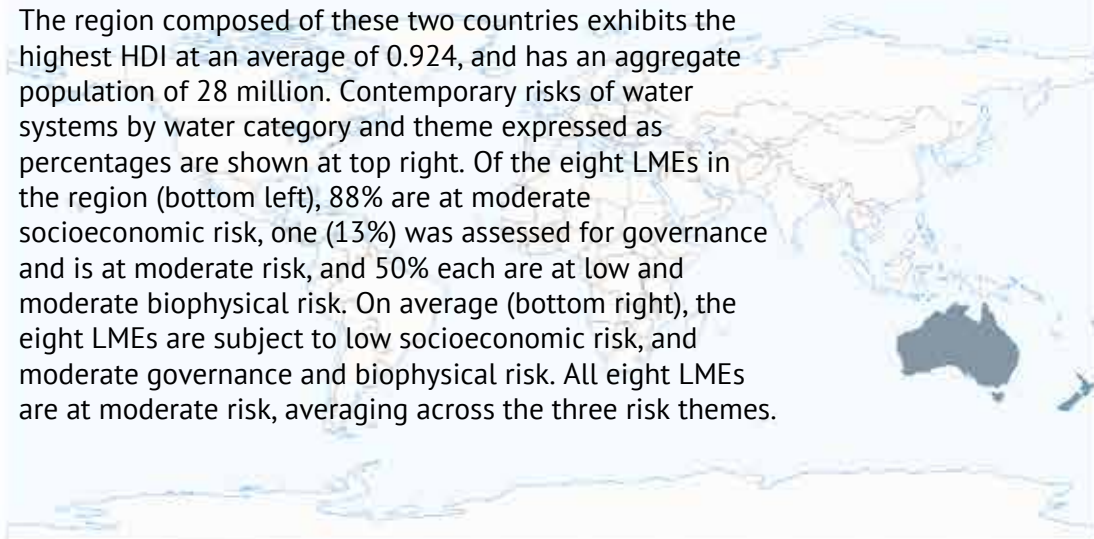 The region composed of these two countries exhibits the
highest HDI at an average of 0.924, and has an aggregate
population of 28 million. Contemporary risks of water
systems by water category and theme expressed as
percentages are shown at top right. Of the eight LMEs in
the region (bottom left), 88% are at moderate
socioeconomic risk, one (13%) was assessed for governance
and is at moderate risk, and 50% each are at low and
moderate biophysical risk. On average (bottom right), the
eight LMEs are subject to low socioeconomic risk, and
moderate governance and biophysical risk. All eight LMEs
are at moderate risk, averaging across the three risk themes.